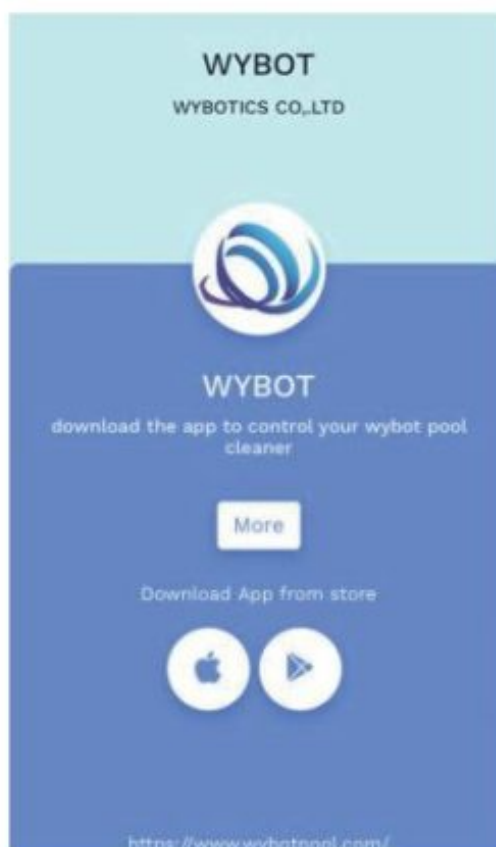 WYBOT
WYBOTICS CO,.LTD
WYBOT
download the app to control your wybot pool
cleaner
More
Download App from store
https://www.wybotpool.com/